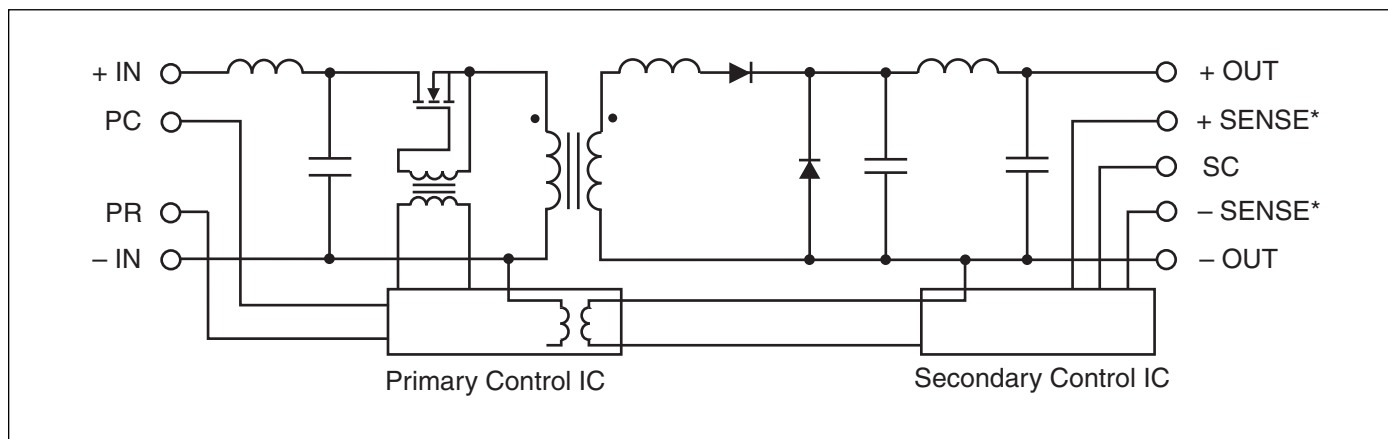 + IN
PC
PR
– IN
+ OUT
+ SENSE*
SC
– SENSE*
– OUT
Primary Control IC
Secondary Control IC